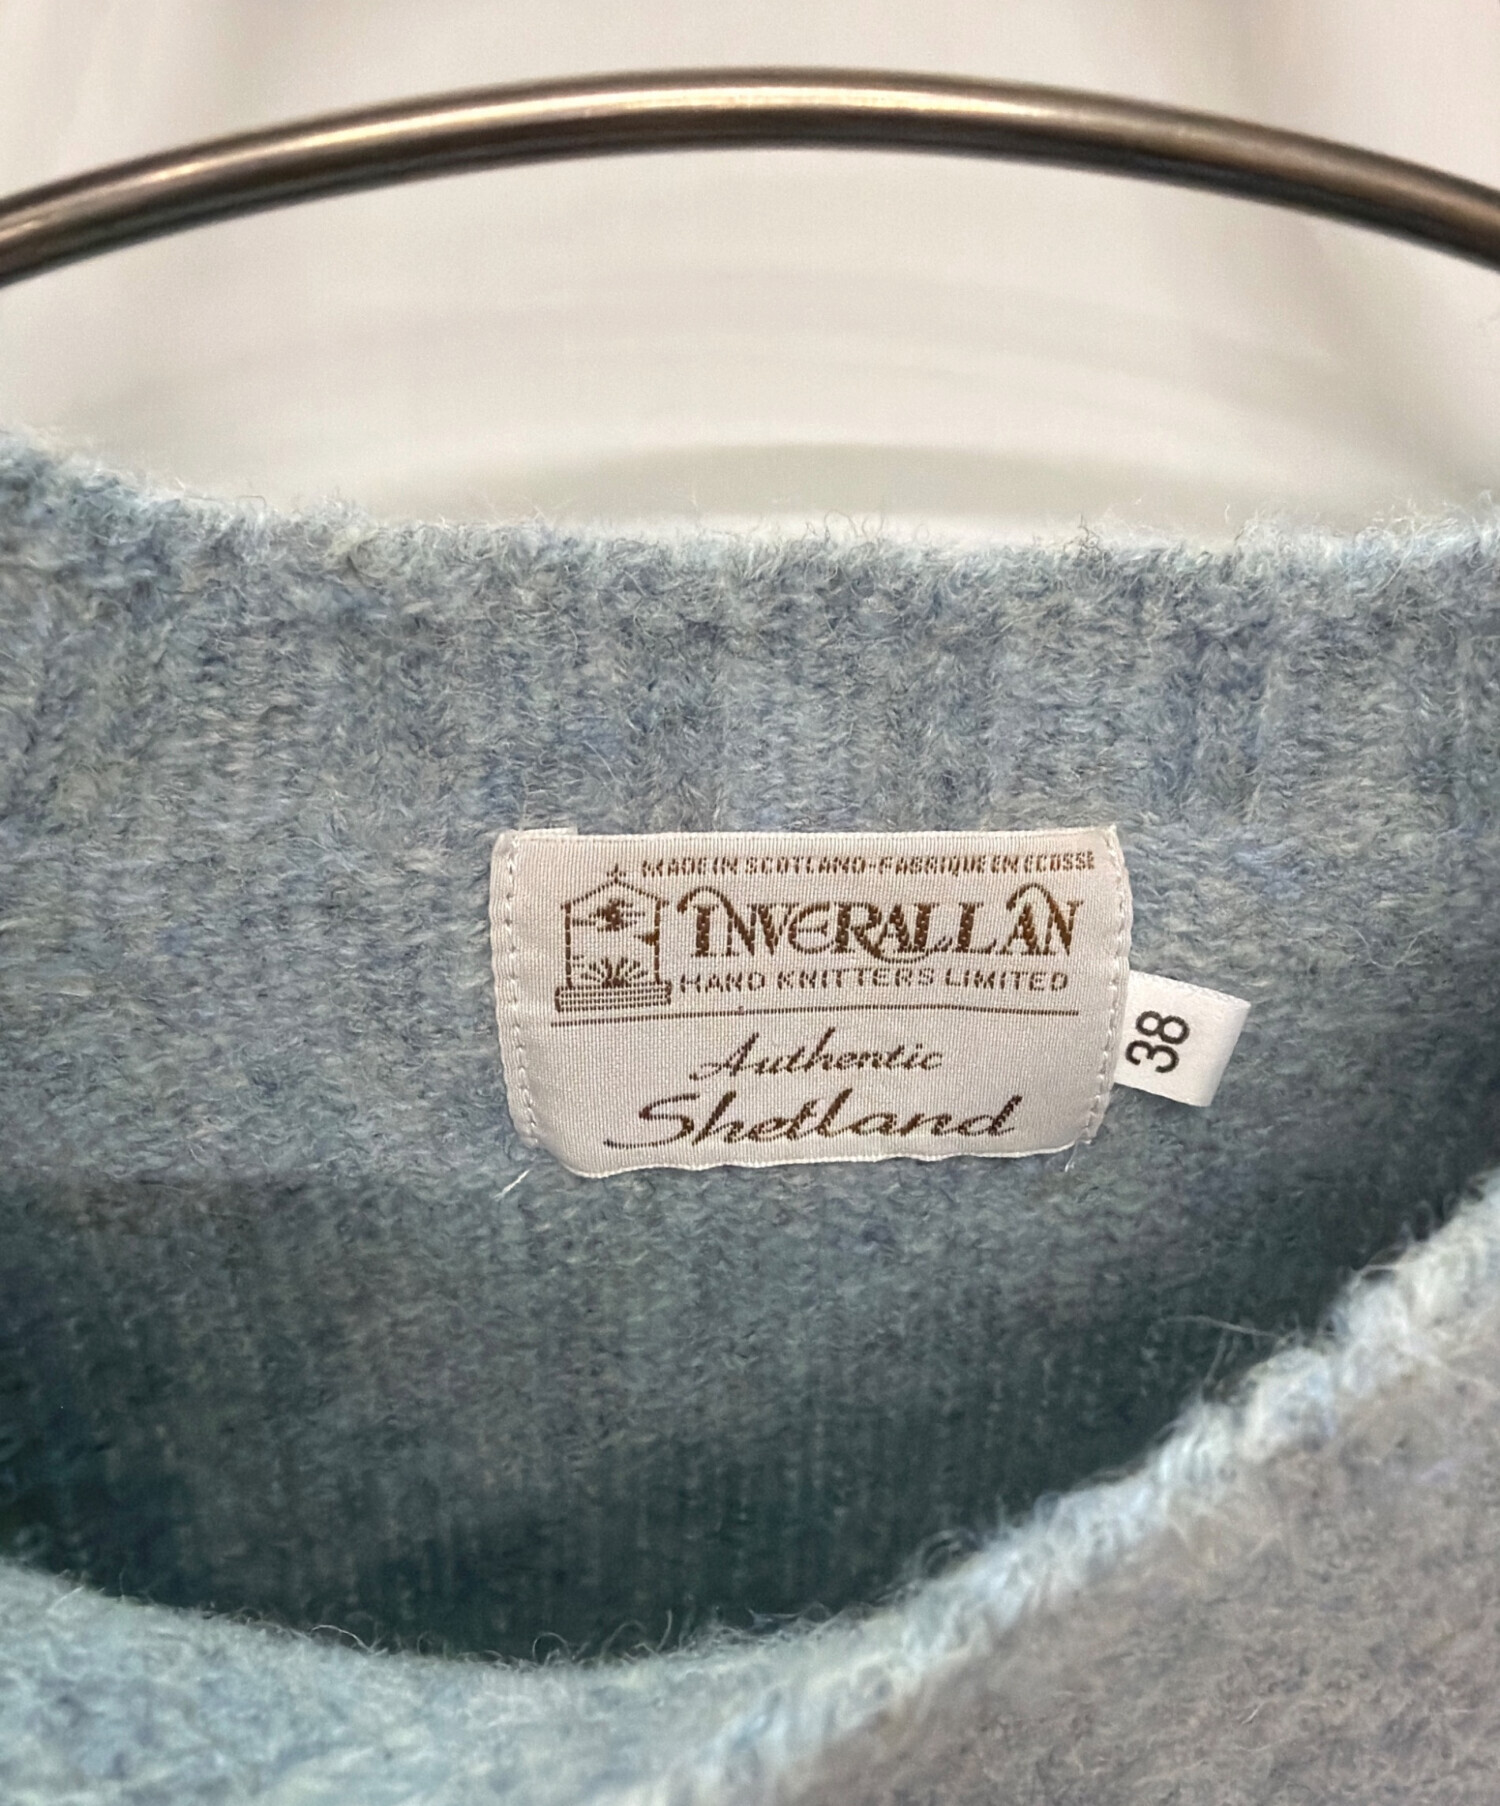 MADE IN SCOTLAND-FABRIQUE EN ECOSSE
INVERALLAN
HAND KNITTERS LIMITED
Authentic
Shetland
38